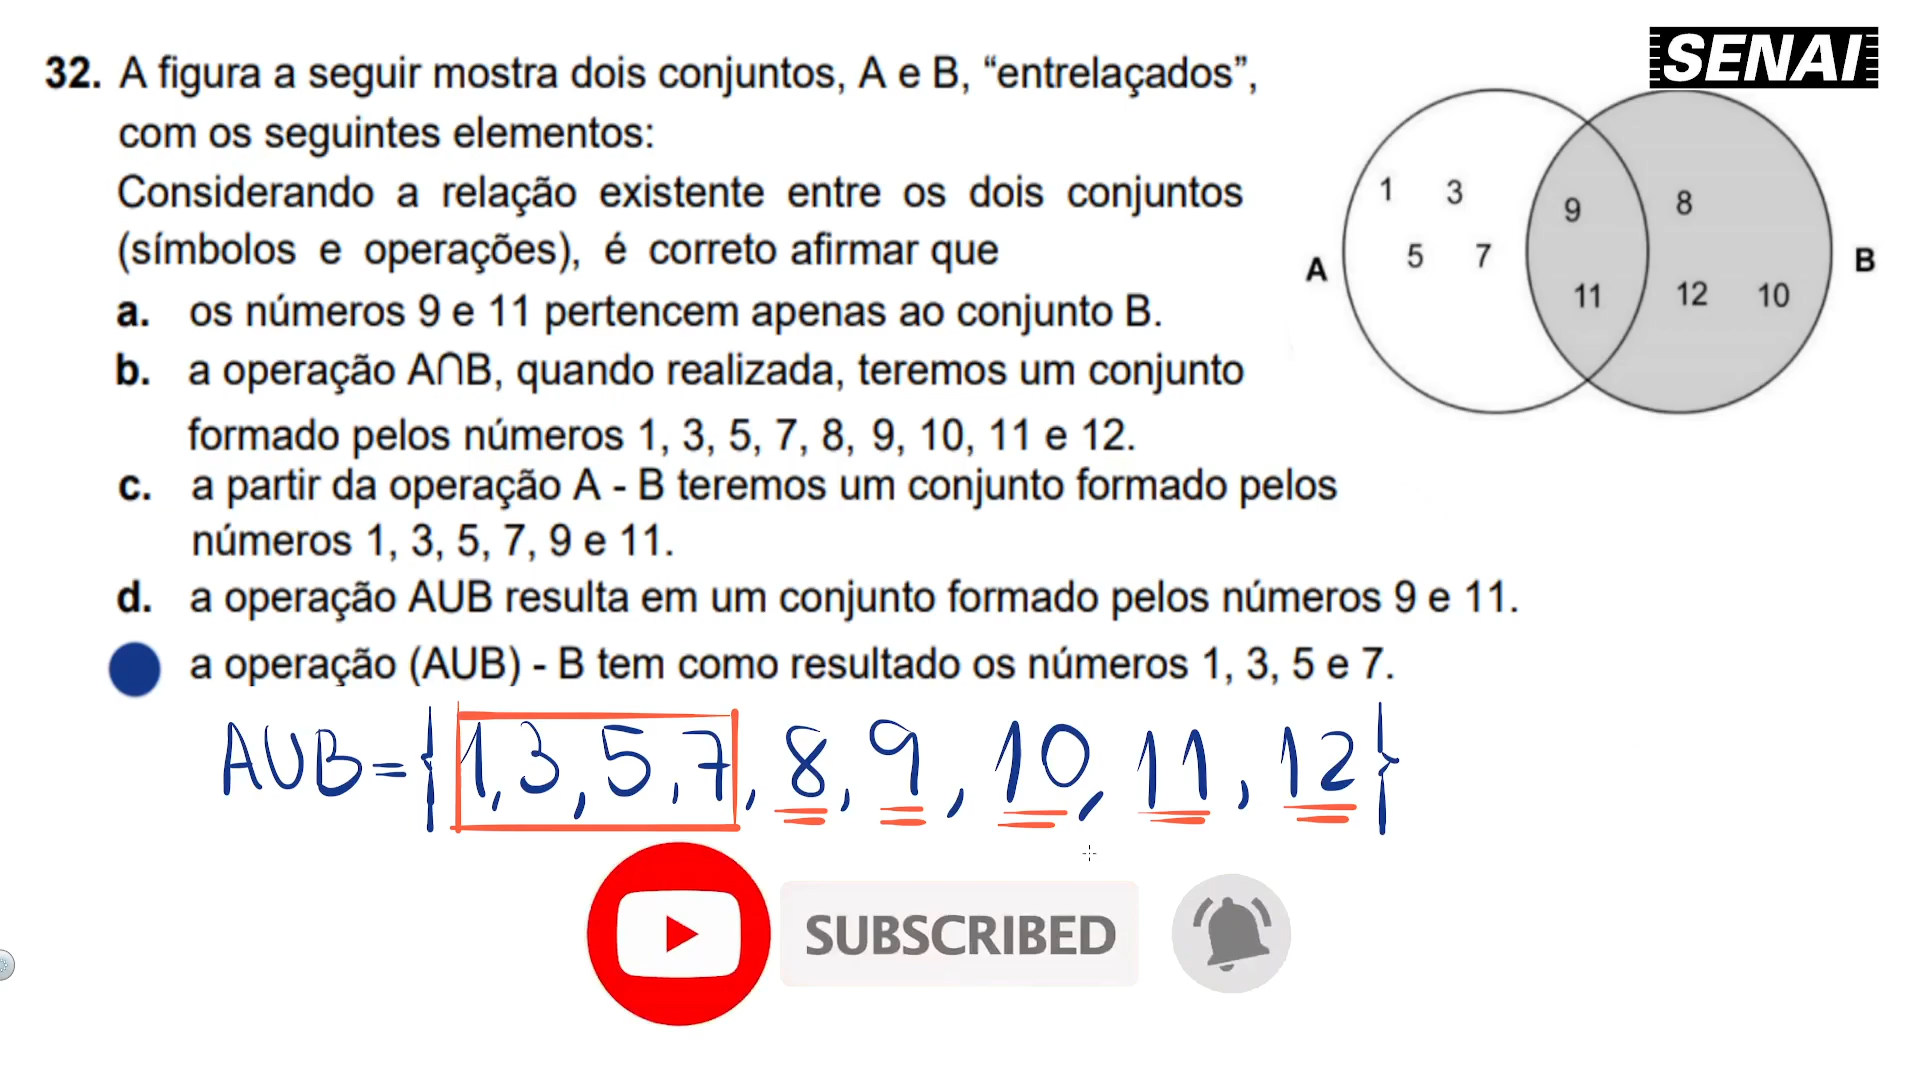 SENAI
32. A figura a seguir mostra dois conjuntos, A e B, “entrelaçados”,
com os seguintes elementos:
Considerando a relação existente entre os dois conjuntos
(símbolos e operações), é correto afirmar que
a. os números 9 e 11 pertencem apenas ao conjunto B.
b. a operação A∩B, quando realizada, teremos um conjunto
formado pelos números 1, 3, 5, 7, 8, 9, 10, 11 e 12.
c. a partir da operação A - B teremos um conjunto formado pelos
números 1, 3, 5, 7, 9 e 11.
d. a operação AUB resulta em um conjunto formado pelos números 9 e 11.
a operação (AUB) - B tem como resultado os números 1, 3, 5 e 7.
1 3 9 8
5 7
A B
11 12 10
AUB={1,3,5,7,8,9,10,11,12}
SUBSCRIBED